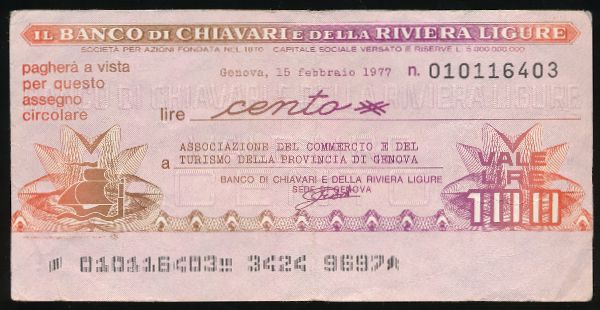 IL BANCO DI CHIAVARI E DELLA RIVIERA LIGURE
SOCIETÀ PER AZIONI FONDATA NEL 1870 CAPITALE SOCIALE VERSATO E RISERVE L. 5.000.000.000
pagherà a vista
per questo
assegno
circolare
Genova, 15 febbraio 1977 n. 010116403
lire cento
a ASSOCIAZIONE DEL COMMERCIO E DEL
TURISMO DELLA PROVINCIA DI GENOVA
BANCO DI CHIAVARI E DELLA RIVIERA LIGURE
SEDE DI GENOVA
VALE
LIRE
100
010116403 3424 9697